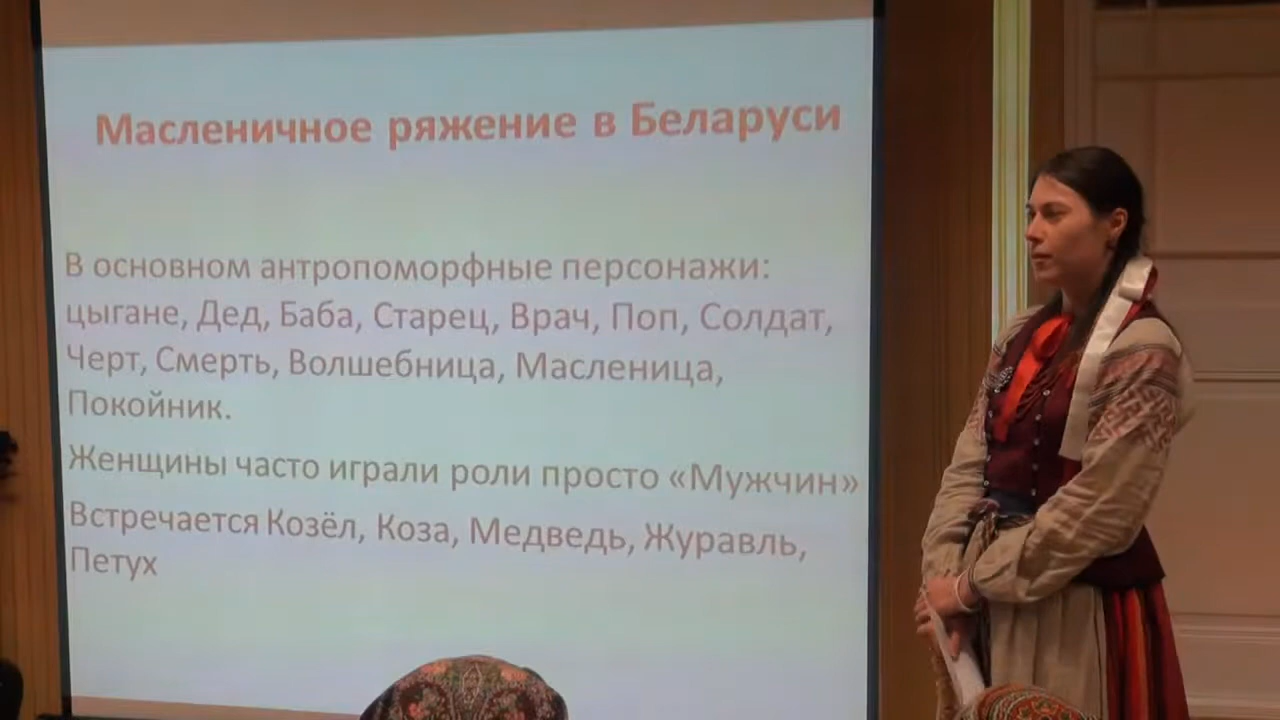 Масленичное ряжение в Беларуси
В основном антропоморфные персонажи:
цыгане, Дед, Баба, Старец, Врач, Поп, Солдат,
Черт, Смерть, Волшебница, Масленица,
Покойник.
Женщины часто играли роли просто «Мужчин»
Встречается Козёл, Коза, Медведь, Журавль,
Петух